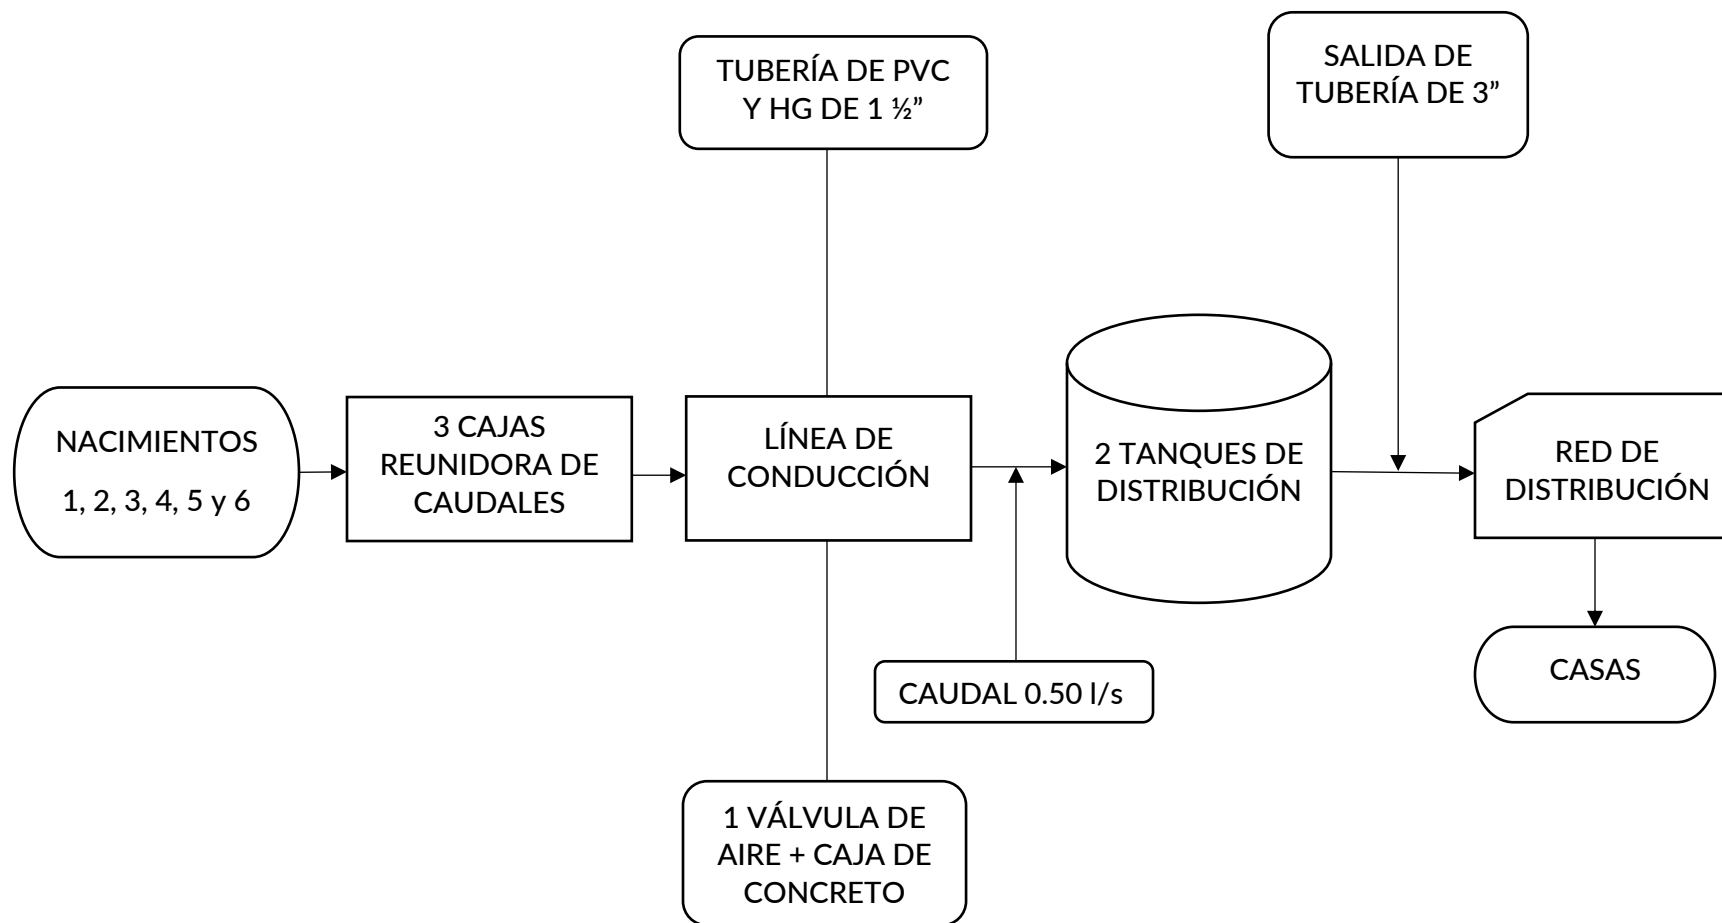 TUBERÍA DE PVC
Y HG DE 1 ½”
SALIDA DE
TUBERÍA DE 3”
NACIMIENTOS
1, 2, 3, 4, 5 y 6
3 CAJAS
REUNIDORA DE
CAUDALES
LÍNEA DE
CONDUCCIÓN
2 TANQUES DE
DISTRIBUCIÓN
RED DE
DISTRIBUCIÓN
CAUDAL 0.50 l/s
CASAS
1 VÁLVULA DE
AIRE + CAJA DE
CONCRETO